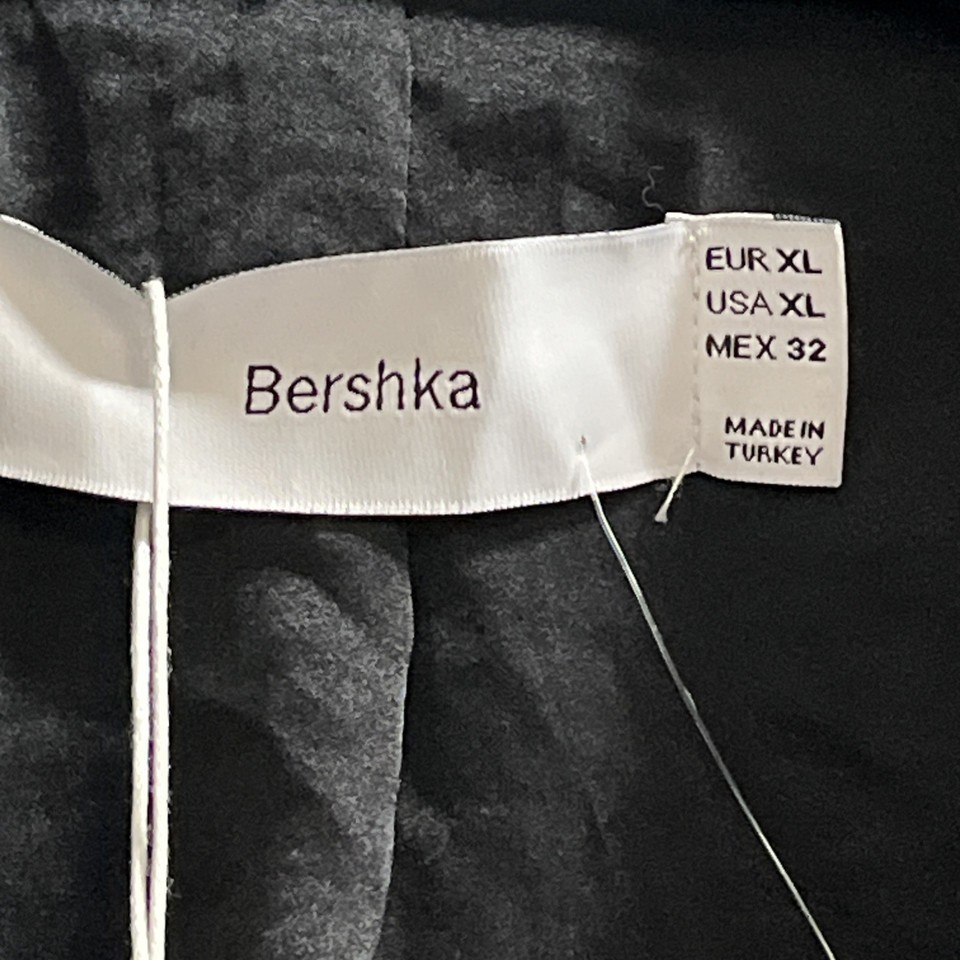 Bershka
EUR XL
USA XL
MEX 32
MADE IN
TURKEY